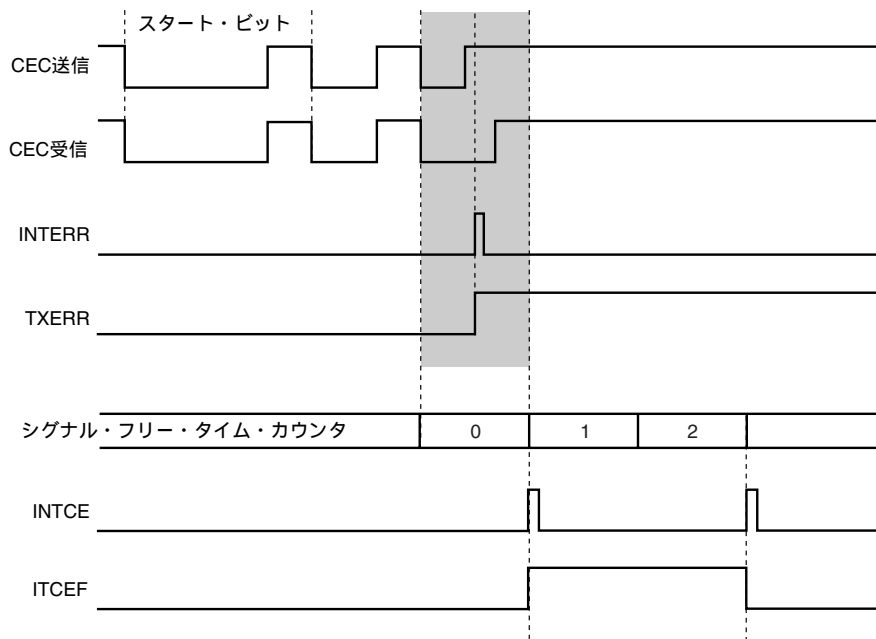 スタート・ビット
CEC送信
CEC受信
INTERR
TXERR
シグナル・フリー・タイム・カウンタ 0 1 2
INTCE
ITCEF